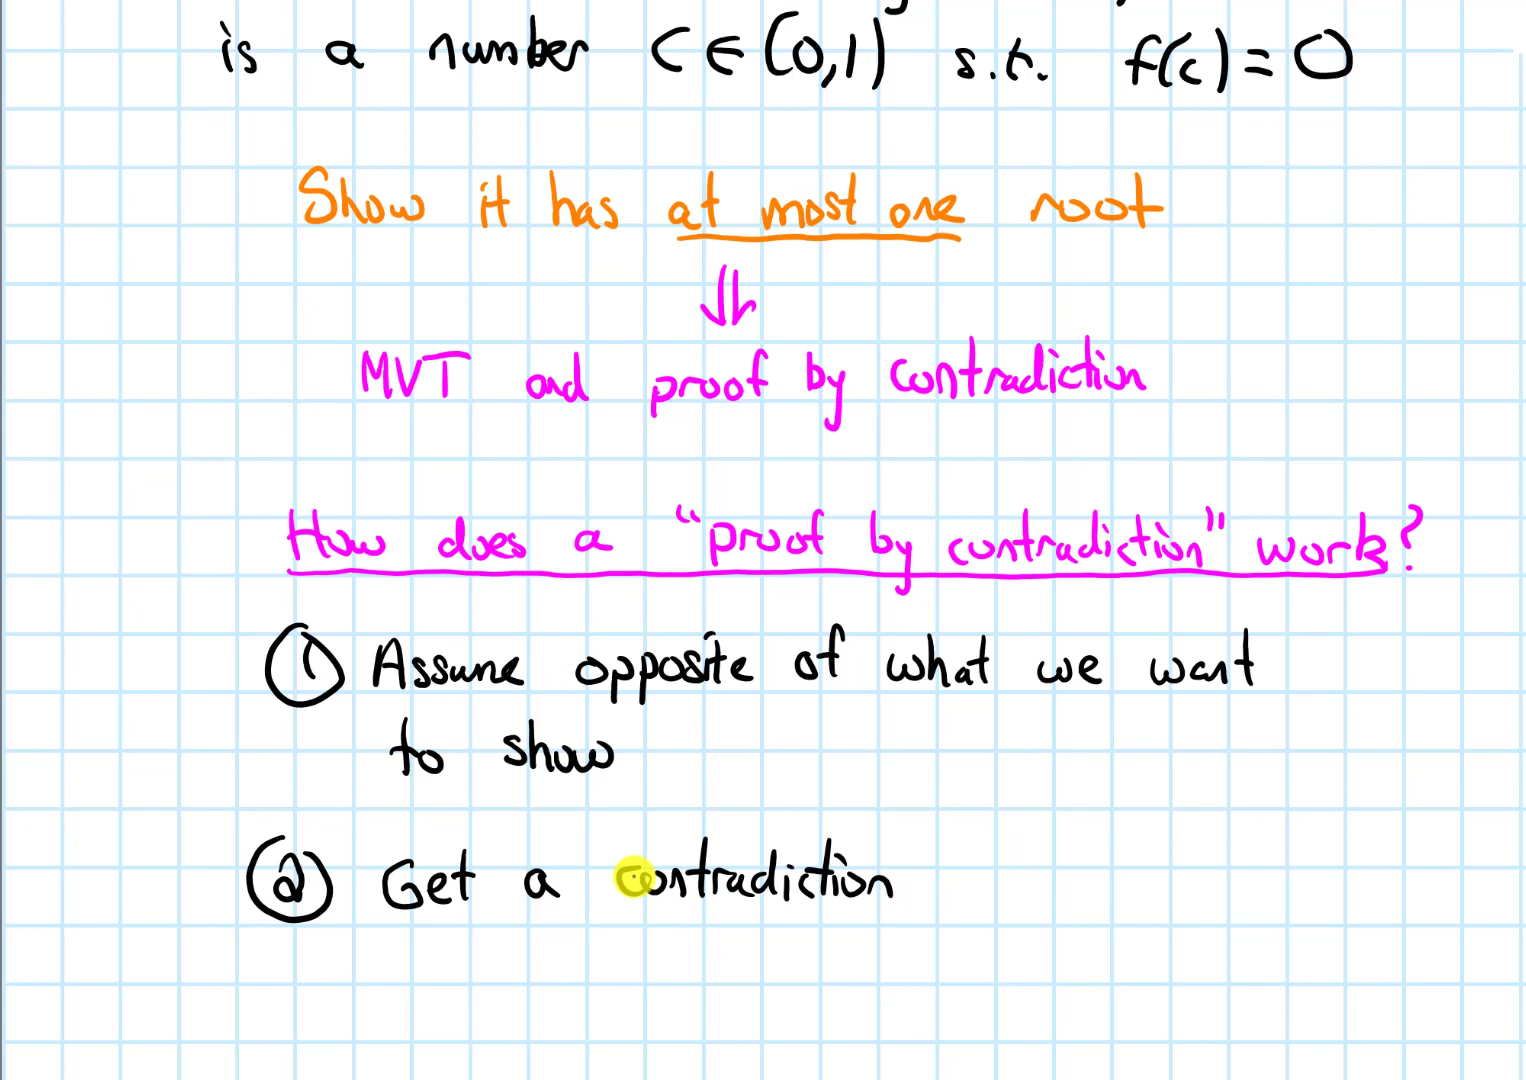 is a number C∈(0,1) s.t. f(c)=0
Show it has at most one root
⇓
MVT and proof by contradiction
How does a "proof by contradiction" work?
① Assume opposite of what we want
to show
② Get a contradiction